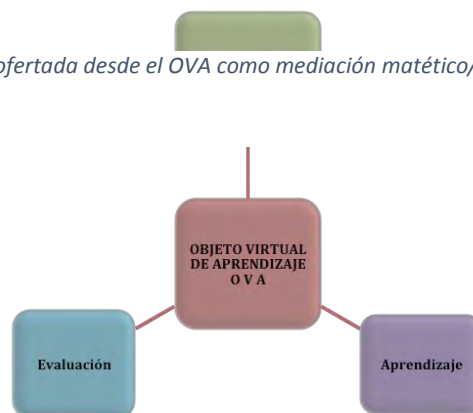 ofertada desde el OVA como mediación matético/
OBJETO VIRTUAL
DE APRENDIZAJE
O V A
Evaluación
Aprendizaje